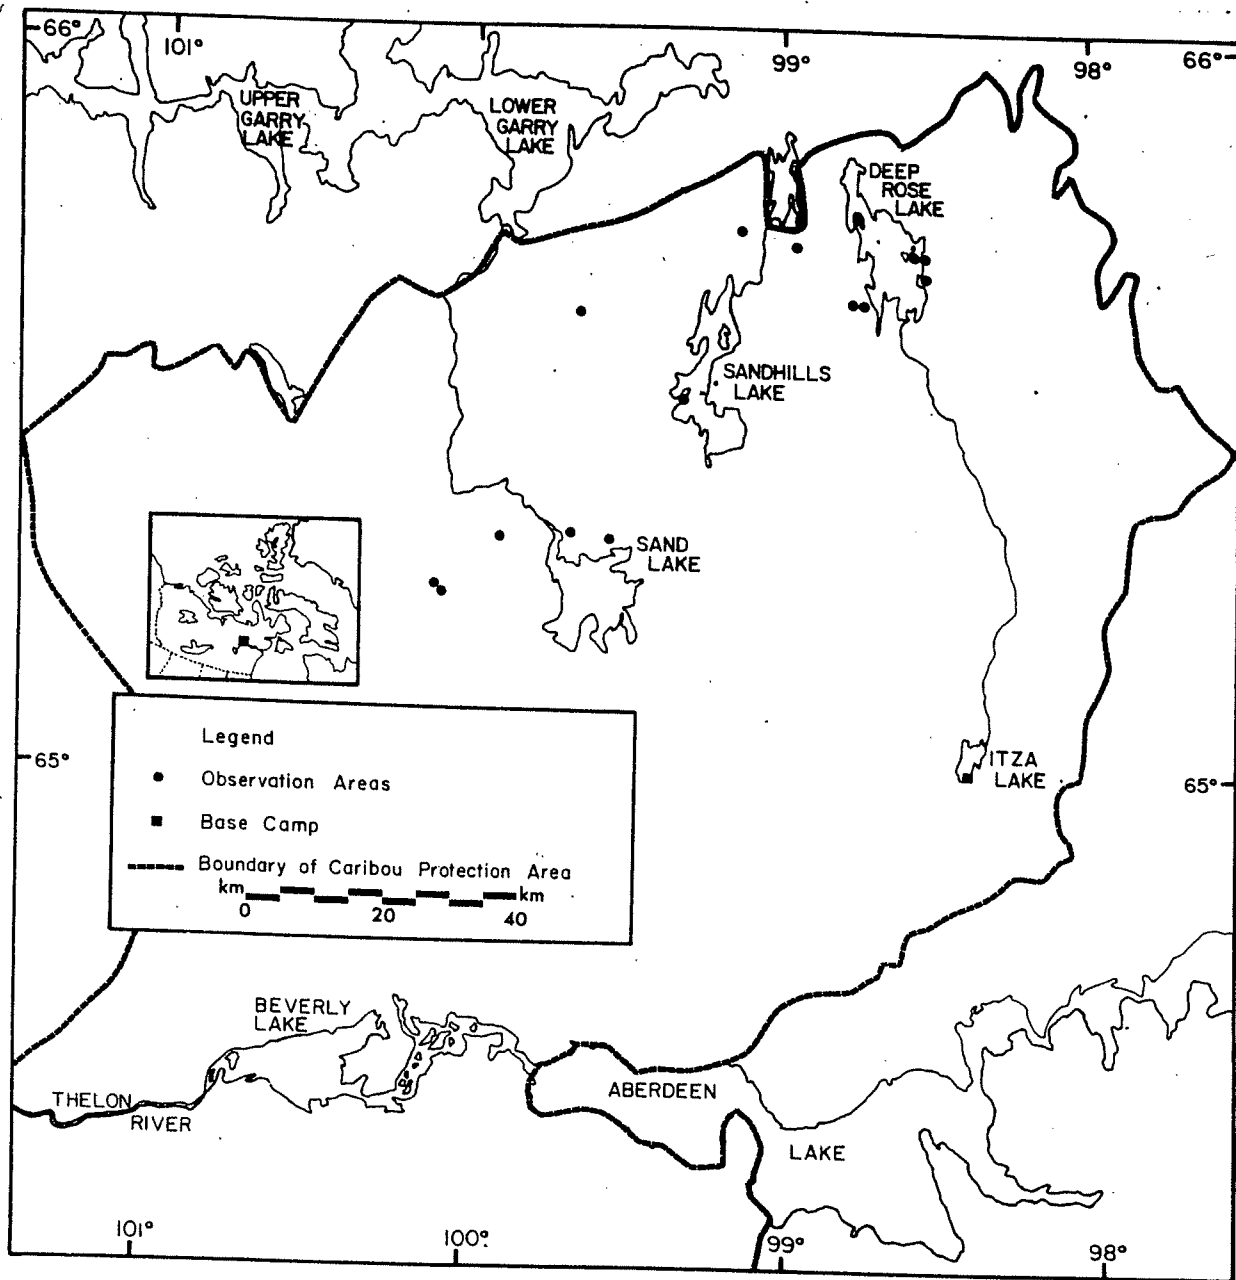 66°
101°
99°
98°
66°
UPPER
GARRY
LAKE
LOWER
GARRY
LAKE
DEEP
ROSE
LAKE
SANDHILLS
LAKE
SAND
LAKE
65°
ITZA
LAKE
65°
Legend
Observation Areas
Base Camp
Boundary of Caribou Protection Area
km
km
0
20
40
BEVERLY
LAKE
THELON
RIVER
ABERDEEN
LAKE
101°
100°
99°
98°